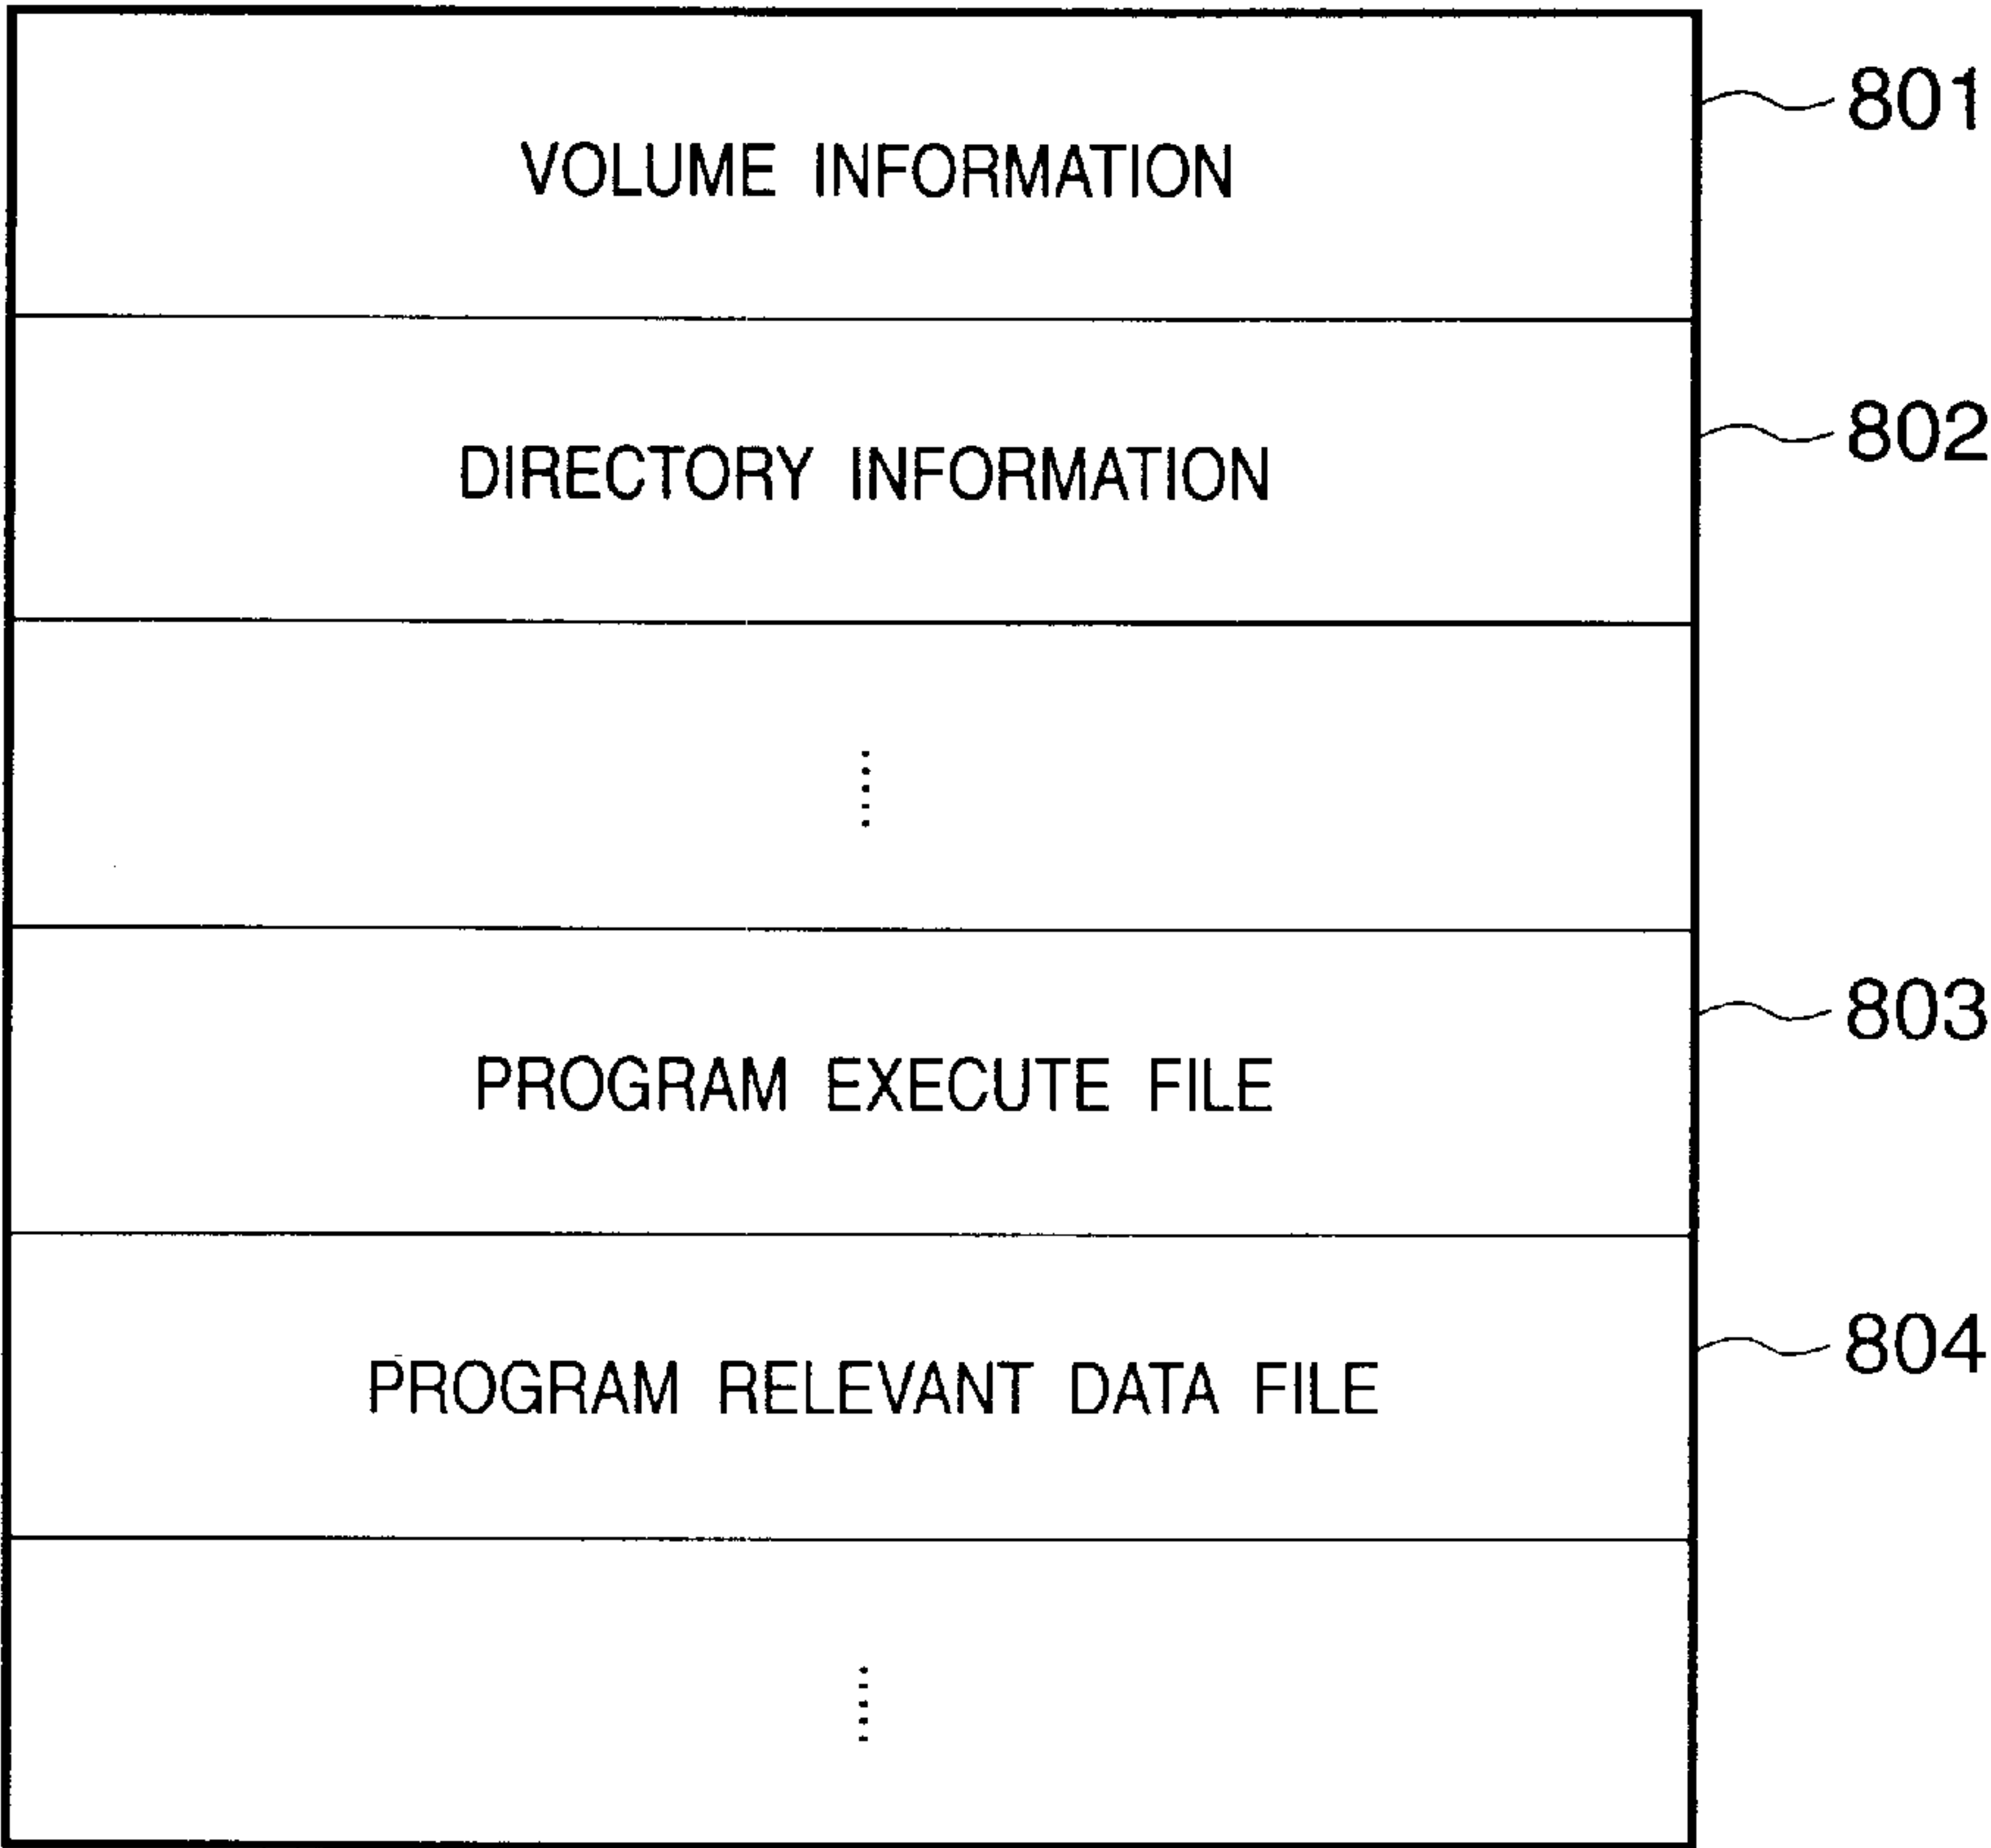 801
VOLUME INFORMATION
802
DIRECTORY INFORMATION
803
PROGRAM EXECUTE FILE
804
PROGRAM RELEVANT DATA FILE